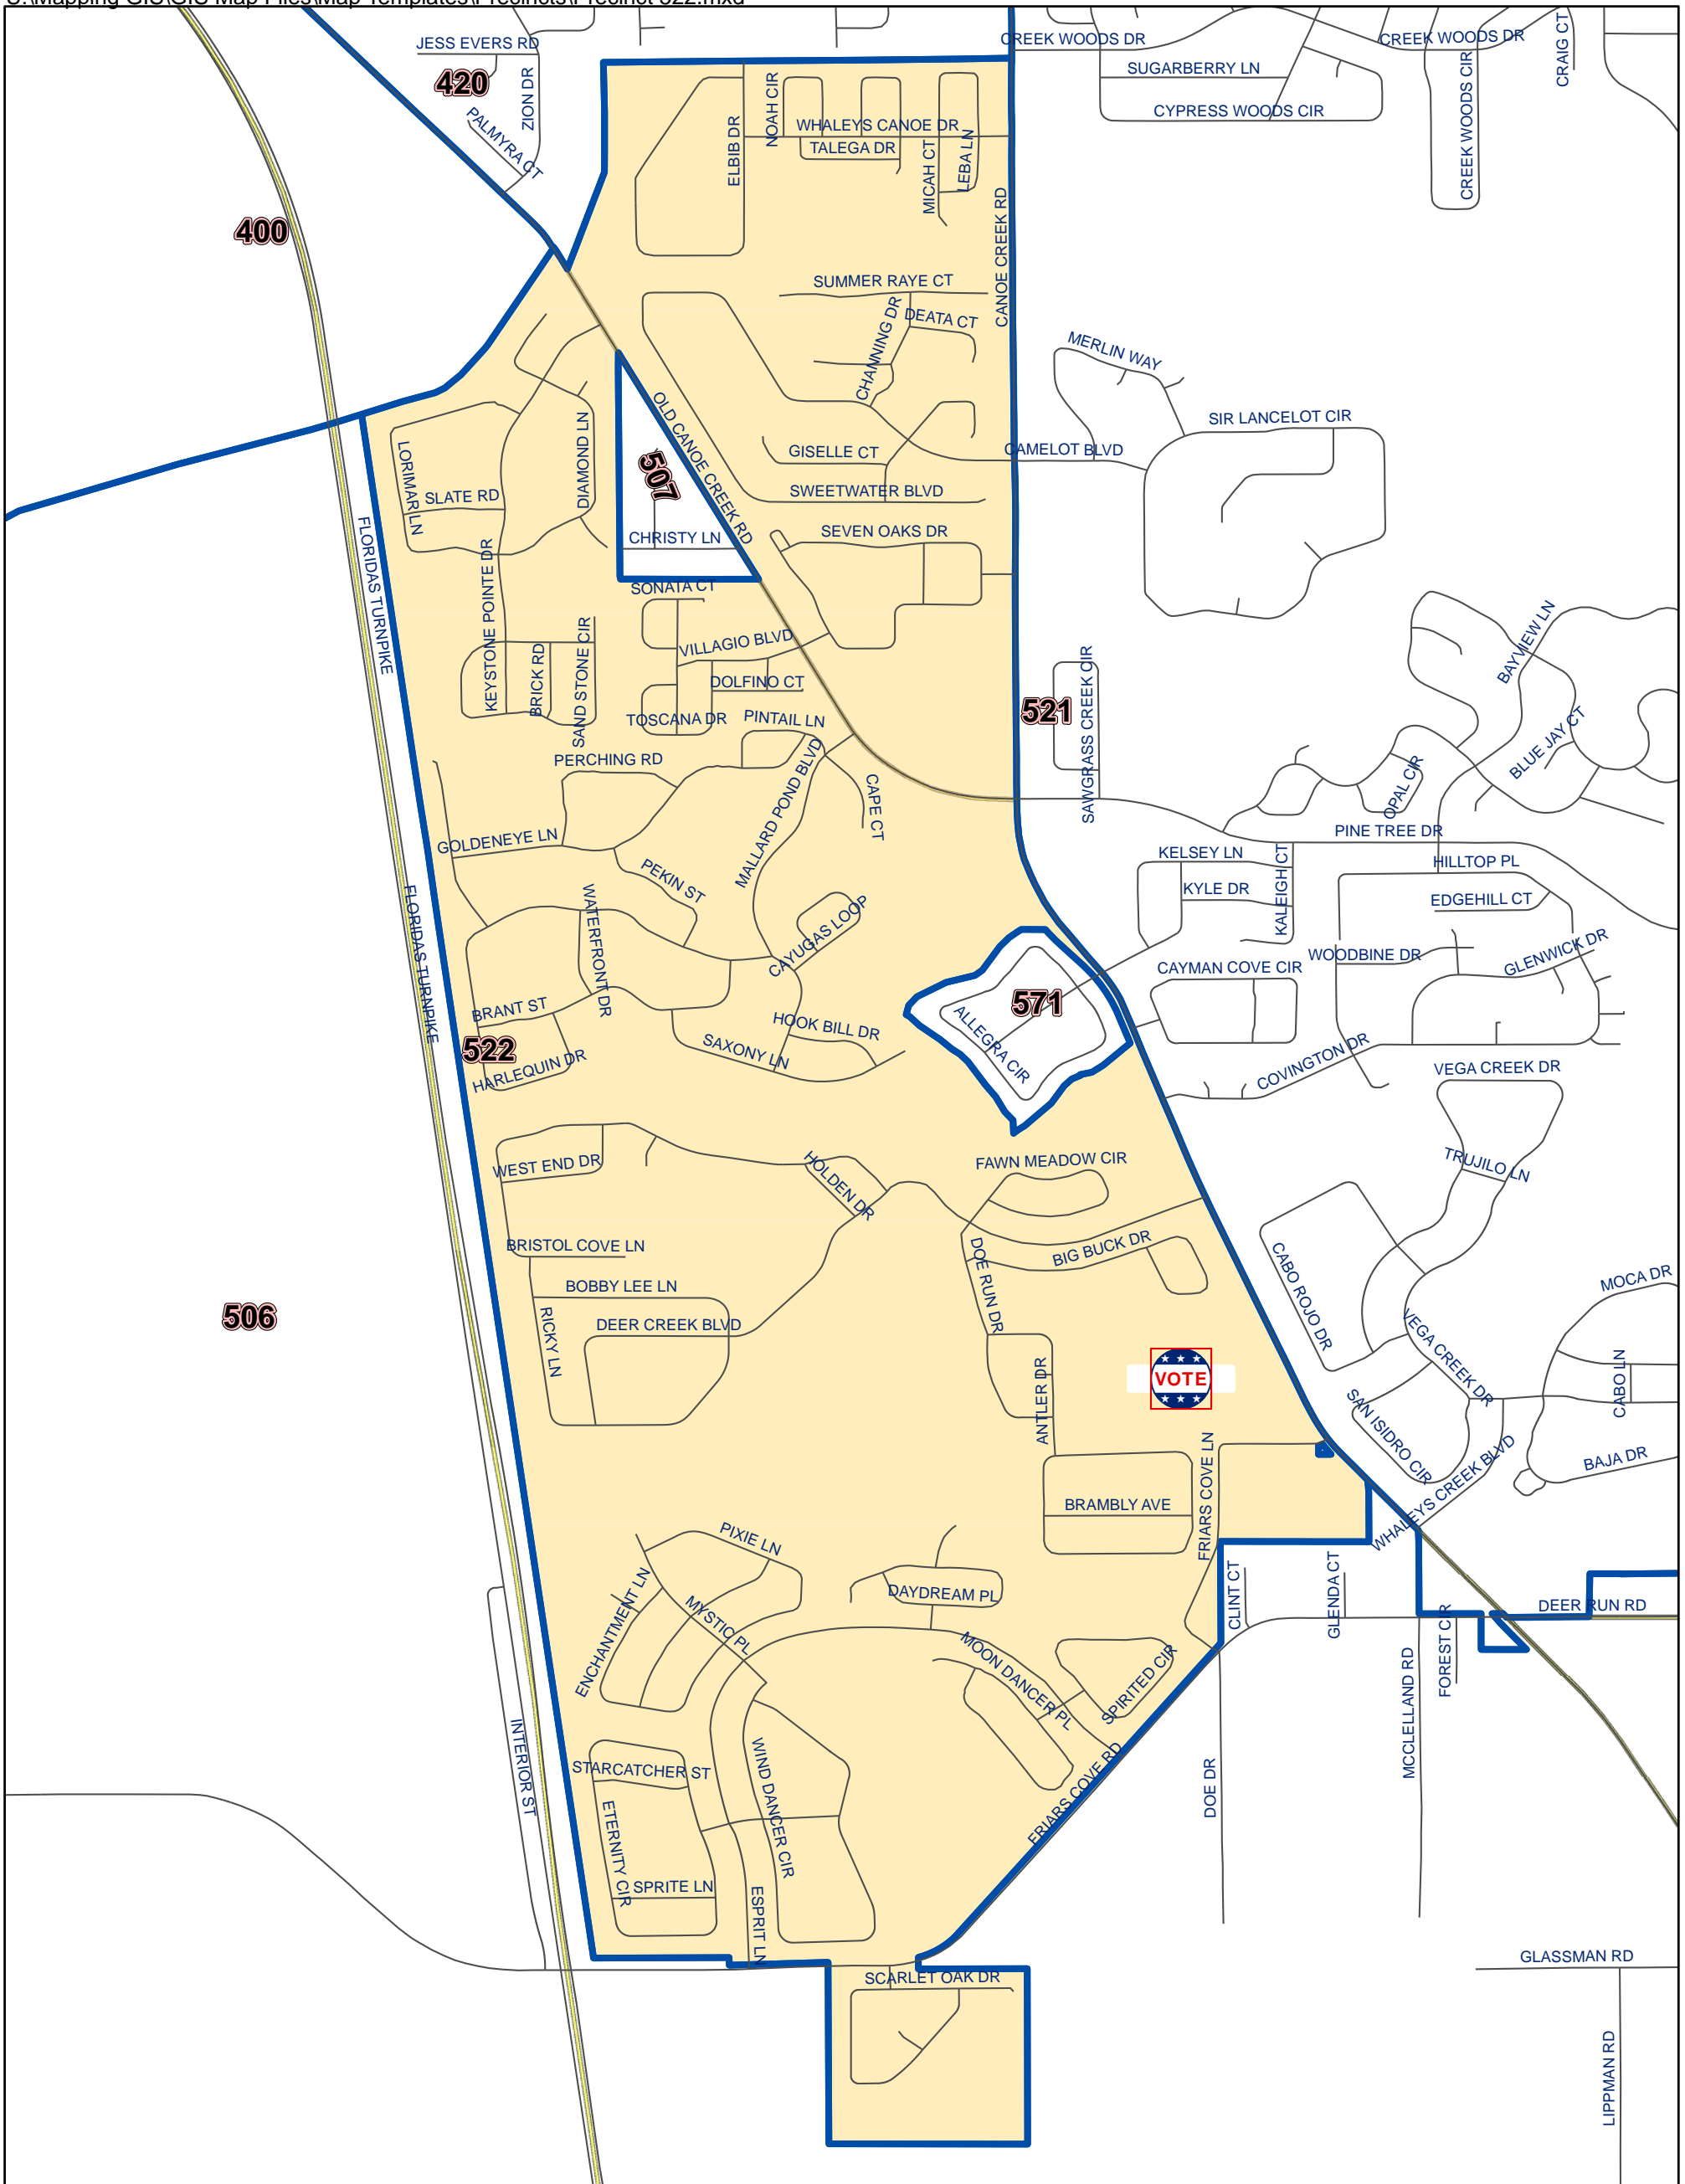 JESS EVERS RD
420
ZION DR
PALMYRA CT
400
CREEK WOODS DR
CREEK WOODS DR
CRAIG CT
SUGARBERRY LN
CYPRESS WOODS CIR
CREEK WOODS CIR
NOAH CIR
ELBIB DR
WHALEYS CANOE DR
TALEGA DR
MICAH CT
LEBA LN
CANOE CREEK RD
SUMMER RAYE CT
CHANNING DR
DEATA CT
MERLIN WAY
SIR LANCELOT CIR
CAMELOT BLVD
GISELLE CT
SWEETWATER BLVD
SEVEN OAKS DR
OLD CANOE CREEK RD
507
CHRISTY LN
LORIMAR LN
SLATE RD
DIAMOND LN
FLORIDAS TURNPIKE
KEYSTONE POINTE DR
BRICK RD
SAND STONE CIR
SONATA CT
VILLAGIO BLVD
DOLFINO CT
TOSCANA DR
PINTAIL LN
521
SAWGRASS CREEK CIR
BAYVIEW LN
BLUE JAY CT
OPAL CIR
PERCHING RD
MALLARD POND BLVD
CAPE CT
GOLDENEYE LN
PEKIN ST
PINE TREE DR
KELSEY LN
KYLE DR
KALEIGH CT
HILLTOP PL
EDGEHILL CT
FLORIDAS TURNPIKE
WATERFRONT DR
CAYUGAS LOOP
WOODBINE DR
GLENWICK DR
CAYMAN COVE CIR
571
ALLEGRA CIR
BRANT ST
HOOK BILL DR
SAXONY LN
522
HARLEQUIN DR
COVINGTON DR
VEGA CREEK DR
TRUJILO LN
WEST END DR
HOLDEN DR
FAWN MEADOW CIR
BRISTOL COVE LN
BIG BUCK DR
DOE RUN DR
CABO ROJO DR
MOCA DR
506
BOBBY LEE LN
RICKY LN
DEER CREEK BLVD
VEGA CREEK DR
CABO LN
VOTE
ANTLER DR
SAN ISIDRO CIR
WHALEYS CREEK BLVD
BAJA DR
FRIARS COVE LN
BRAMBLY AVE
PIXIE LN
ENCHANTMENT LN
MYSTIC PL
DAYDREAM PL
CLINT CT
GLENDA CT
DEER RUN RD
FOREST CIR
MCCLELLAND RD
MOON DANCER PL
SPIRITED CIR
INTERIOR ST
STARCATCHER ST
WIND DANCER CIR
ETERNITY CIR
FRIARS COVE RD
DOE DR
SPRITE LN
ESPRIT LN
SCARLET OAK DR
GLASSMAN RD
LIPPMAN RD